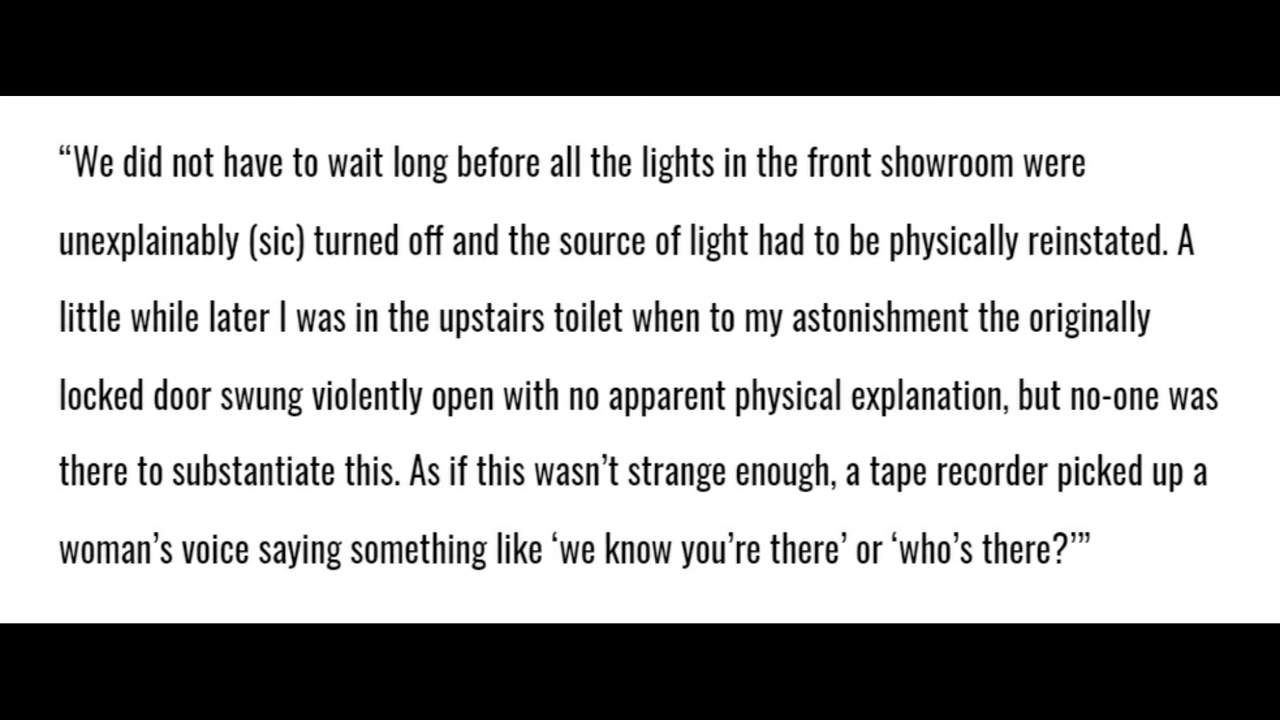 “We did not have to wait long before all the lights in the front showroom were
unexplainably (sic) turned off and the source of light had to be physically reinstated. A
little while later I was in the upstairs toilet when to my astonishment the originally
locked door swung violently open with no apparent physical explanation, but no-one was
there to substantiate this. As if this wasn’t strange enough, a tape recorder picked up a
woman’s voice saying something like ‘we know you’re there’ or ‘who’s there?’”